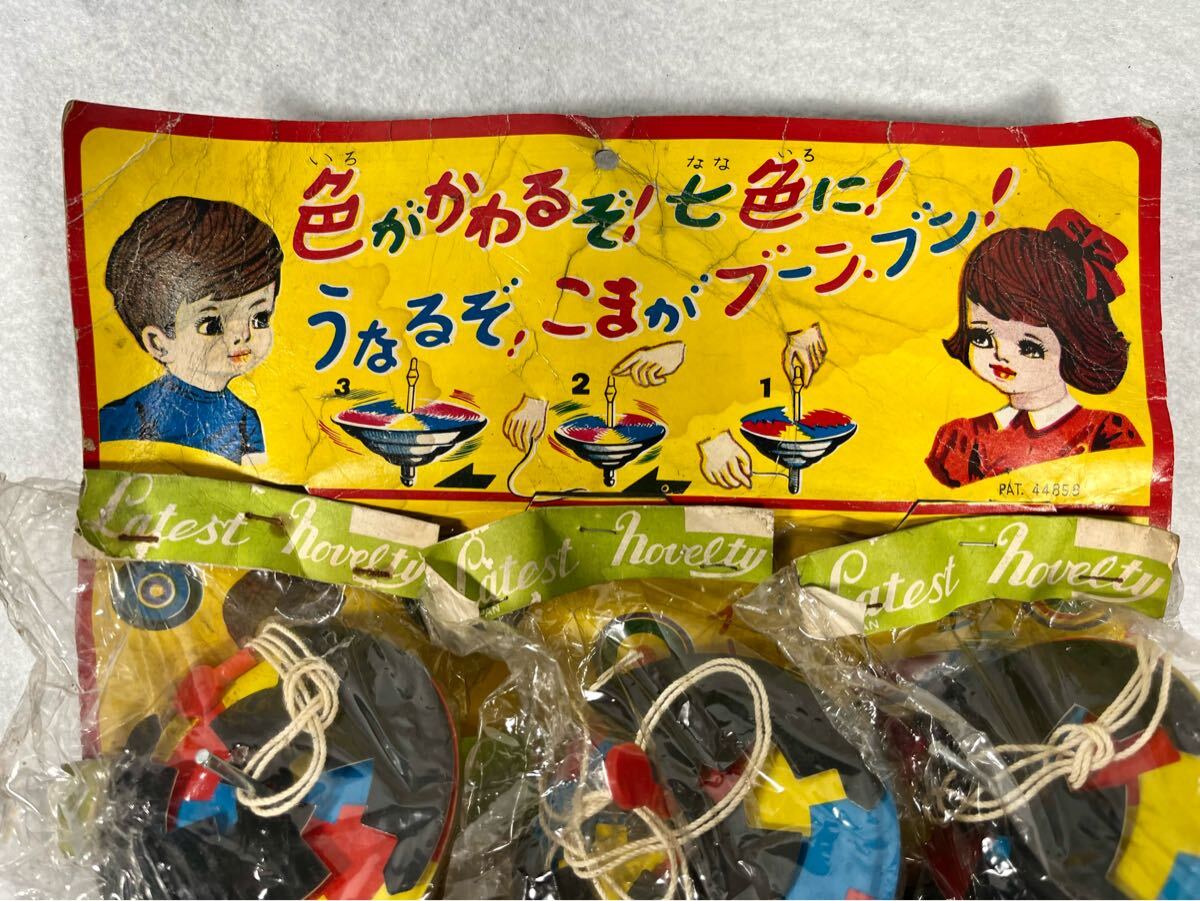 いろ なな いろ
色がかわるぞ!七色に!
うなるぞ!こまがブーン、ブン!
3 2 1
PAT. 44858
Latest novelty
Latest novelty
Latest novelty